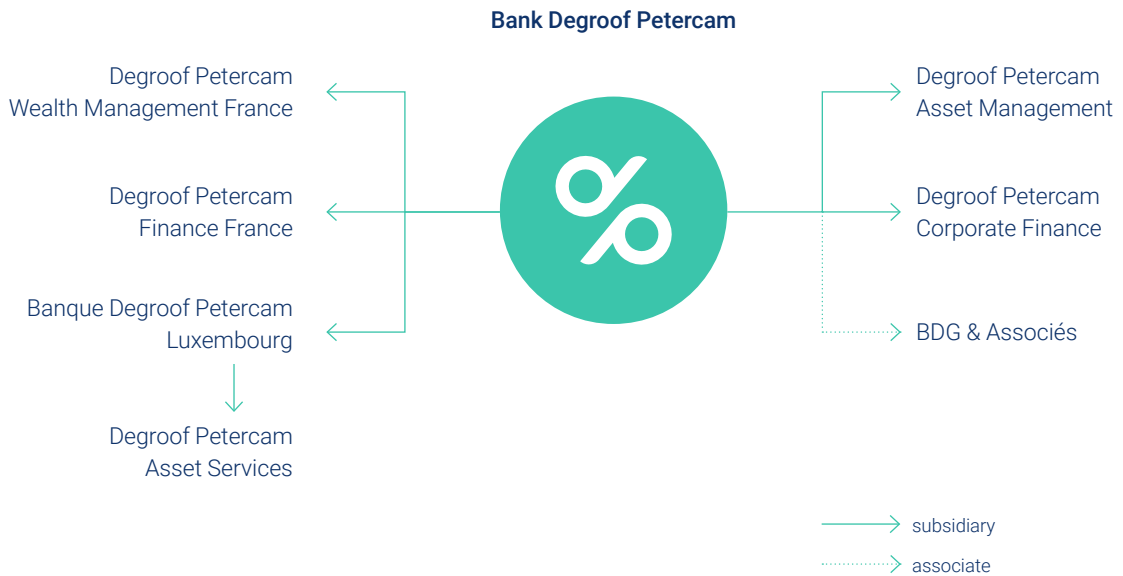 Bank Degroof Petercam
Degroof Petercam
Wealth Management France
Degroof Petercam
Finance France
Banque Degroof Petercam
Luxembourg
Degroof Petercam
Asset Services
Degroof Petercam
Asset Management
Degroof Petercam
Corporate Finance
BDG & Associés
subsidiary
associate